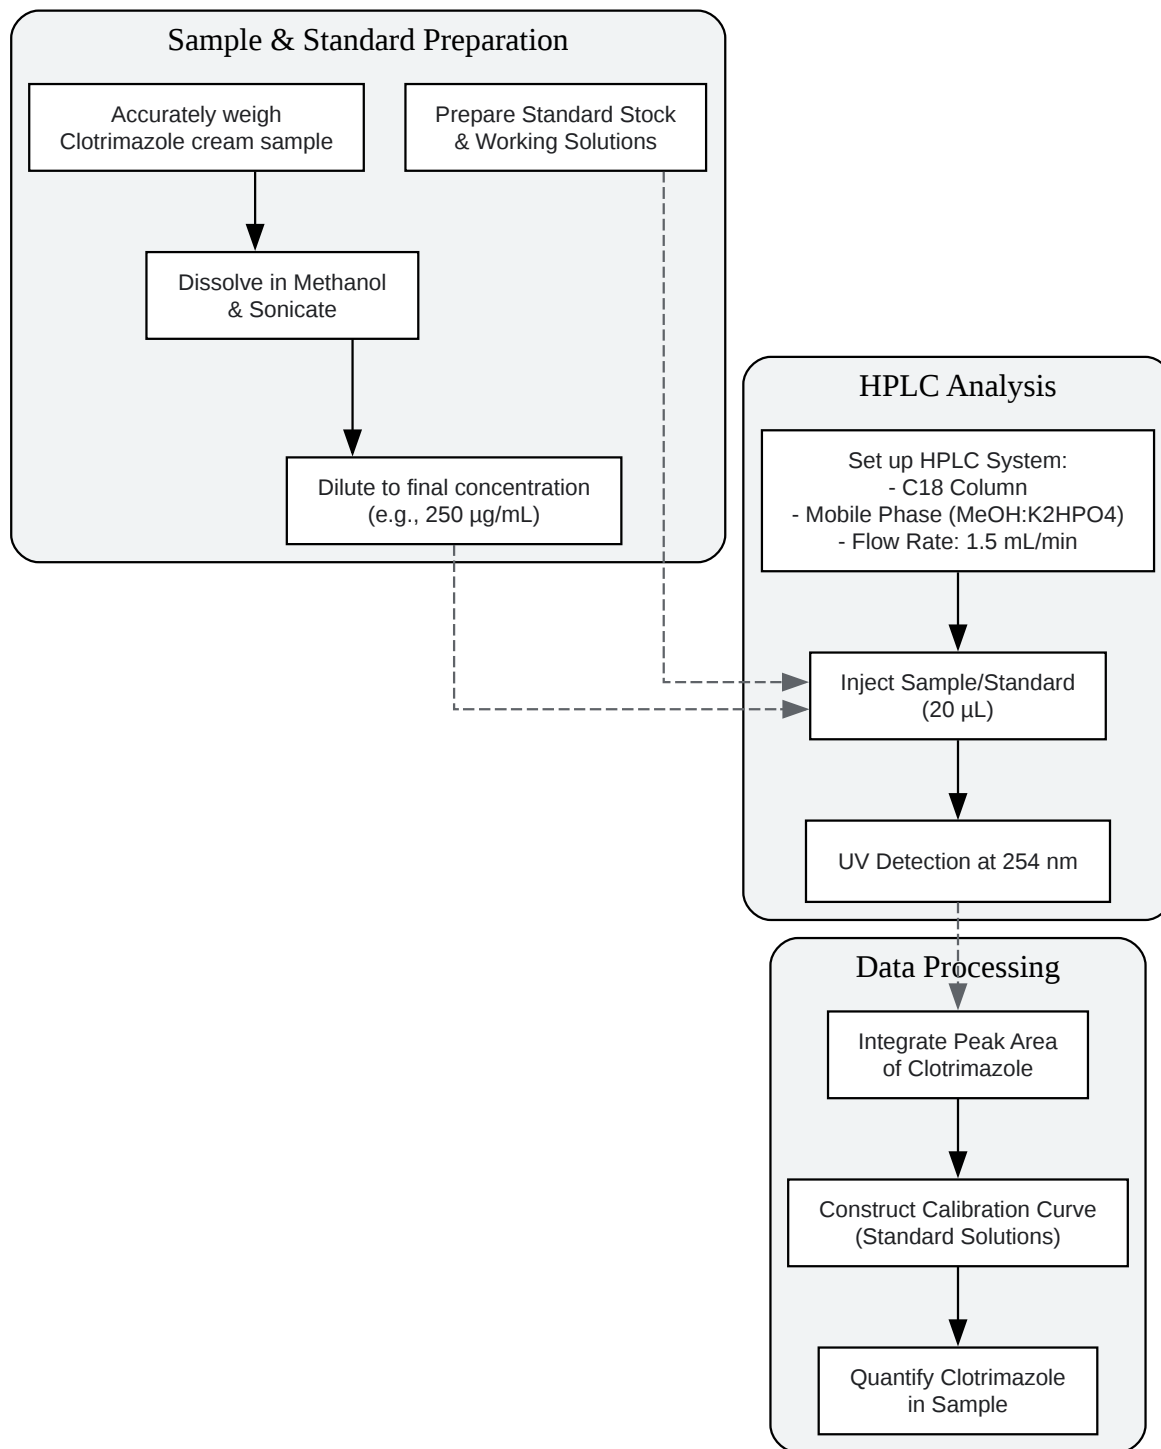 Sample & Standard Preparation
Accurately weigh
Clotrimazole cream sample
Prepare Standard Stock
& Working Solutions
Dissolve in Methanol
& Sonicate
Dilute to final concentration
(e.g., 250 µg/mL)
HPLC Analysis
Set up HPLC System:
- C18 Column
- Mobile Phase (MeOH:K2HPO4)
- Flow Rate: 1.5 mL/min
Inject Sample/Standard
(20 µL)
UV Detection at 254 nm
Data Processing
Integrate Peak Area
of Clotrimazole
Construct Calibration Curve
(Standard Solutions)
Quantify Clotrimazole
in Sample